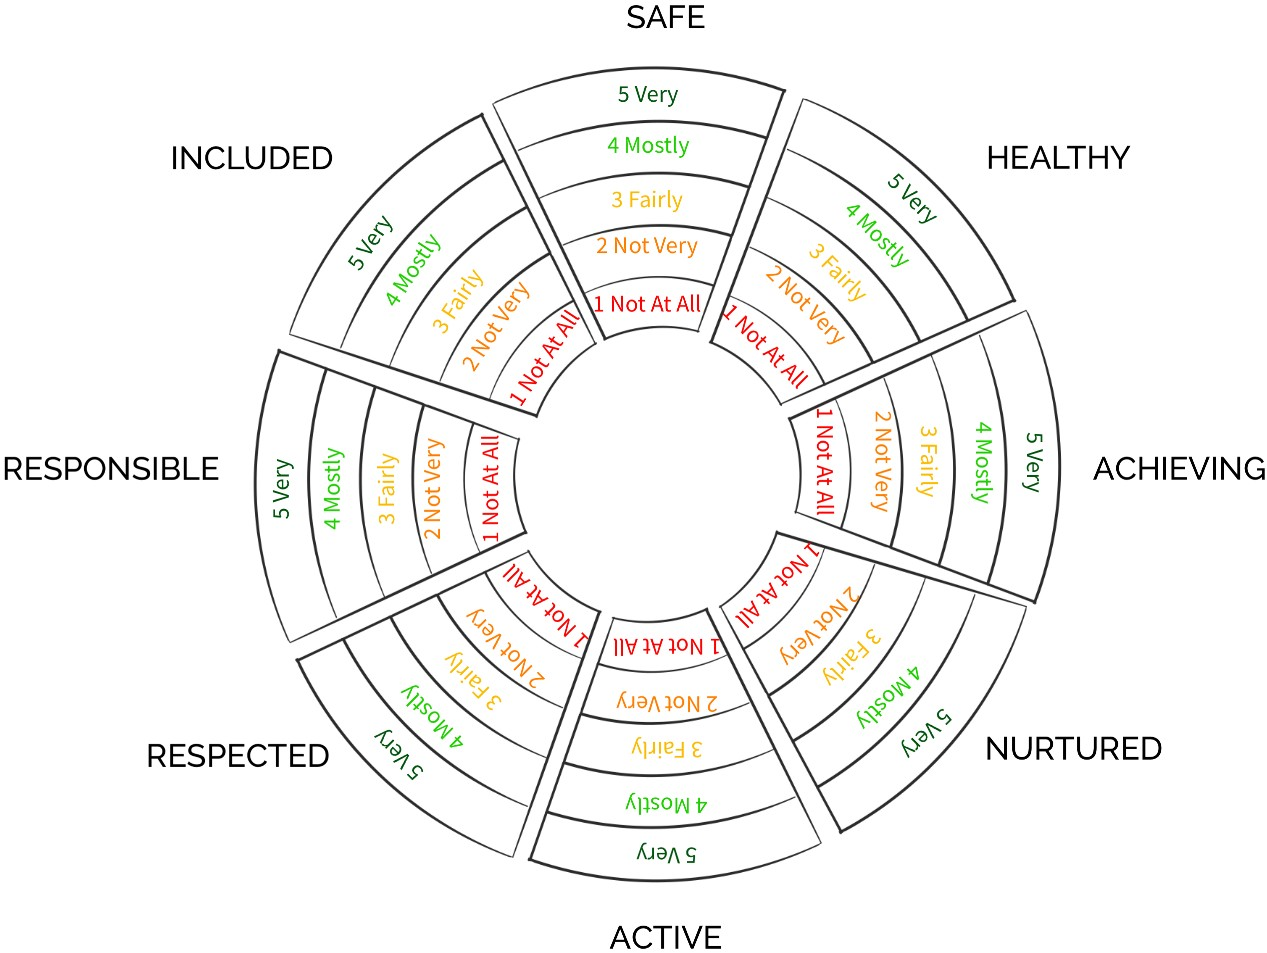 SAFE
5 Very
4 Mostly
3 Fairly
2 Not Very
1 Not At All
HEALTHY
5 Very
4 Mostly
3 Fairly
2 Not Very
1 Not At All
ACHIEVING
5 Very
4 Mostly
3 Fairly
2 Not Very
1 Not At All
NURTURED
5 Very
4 Mostly
3 Fairly
2 Not Very
1 Not At All
ACTIVE
5 Very
4 Mostly
3 Fairly
2 Not Very
1 Not At All
RESPECTED
5 Very
4 Mostly
3 Fairly
2 Not Very
1 Not At All
RESPONSIBLE
5 Very
4 Mostly
3 Fairly
2 Not Very
1 Not At All
INCLUDED
5 Very
4 Mostly
3 Fairly
2 Not Very
1 Not At All